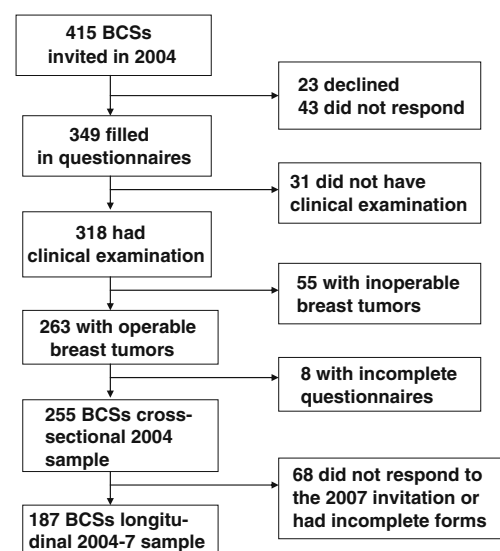 415 BCSs
invited in 2004
23 declined
43 did not respond
349 filled
in questionnaires
31 did not have
clinical examination
318 had
clinical examination
55 with inoperable
breast tumors
263 with operable
breast tumors
8 with incomplete
questionnaires
255 BCSs cross-
sectional 2004
sample
68 did not respond to
the 2007 invitation or
had incomplete forms
187 BCSs longitu-
dinal 2004-7 sample